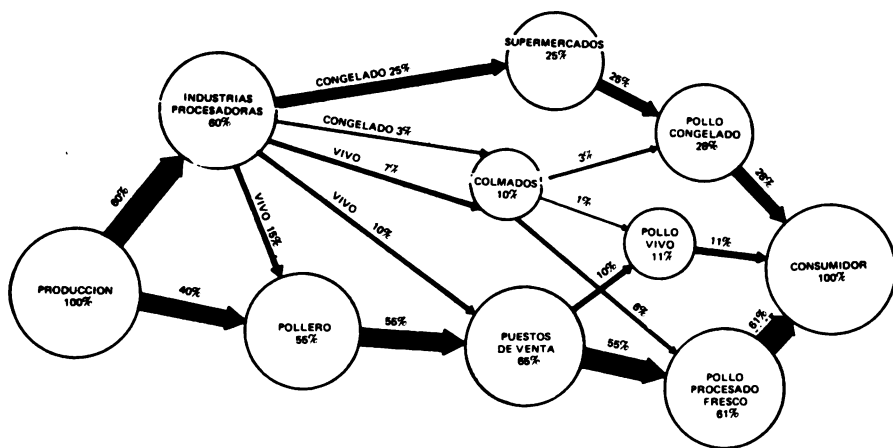 SUPERMERCADOS
25%
CONGELADO 25%
25%
INDUSTRIAS
PROCESADORAS
60%
POLLO
CONGELADO
28%
CONGELADO 3%
3%
VIVO
7%
COLMADOS
10%
28%
60%
VIVO 15%
VIVO
10%
1%
POLLO
VIVO
11%
11%
CONSUMIDOR
100%
PRODUCCION
100%
40%
POLLERO
55%
55%
10%
6%
PUESTOS
DE VENTA
65%
55%
61%
POLLO
PROCESADO
FRESCO
61%